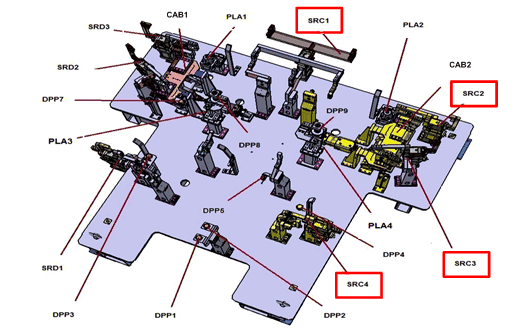 SRD3
CAB1
PLA1
SRC1
PLA2
SRD2
CAB2
SRC2
DPP7
DPP9
PLA3
DPP8
DPP5
PLA4
DPP4
SRC3
SRD1
SRC4
DPP3
DPP1
DPP2